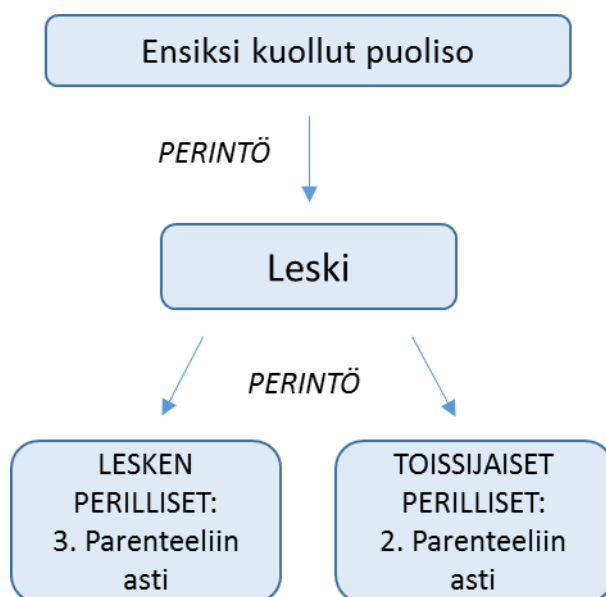 Ensiksi kuollut puoliso
PERINTÖ
Leski
PERINTÖ
LESKEN
PERILLISET:
3. Parenteeliin
asti
TOISSIJAISET
PERILLISET:
2. Parenteeliin
asti